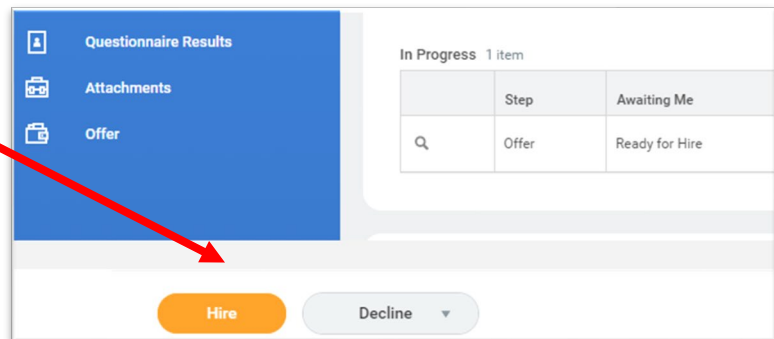 Questionnaire Results
Attachments
Offer
In Progress 1 item
Step Awaiting Me
Offer Ready for Hire
Hire Decline